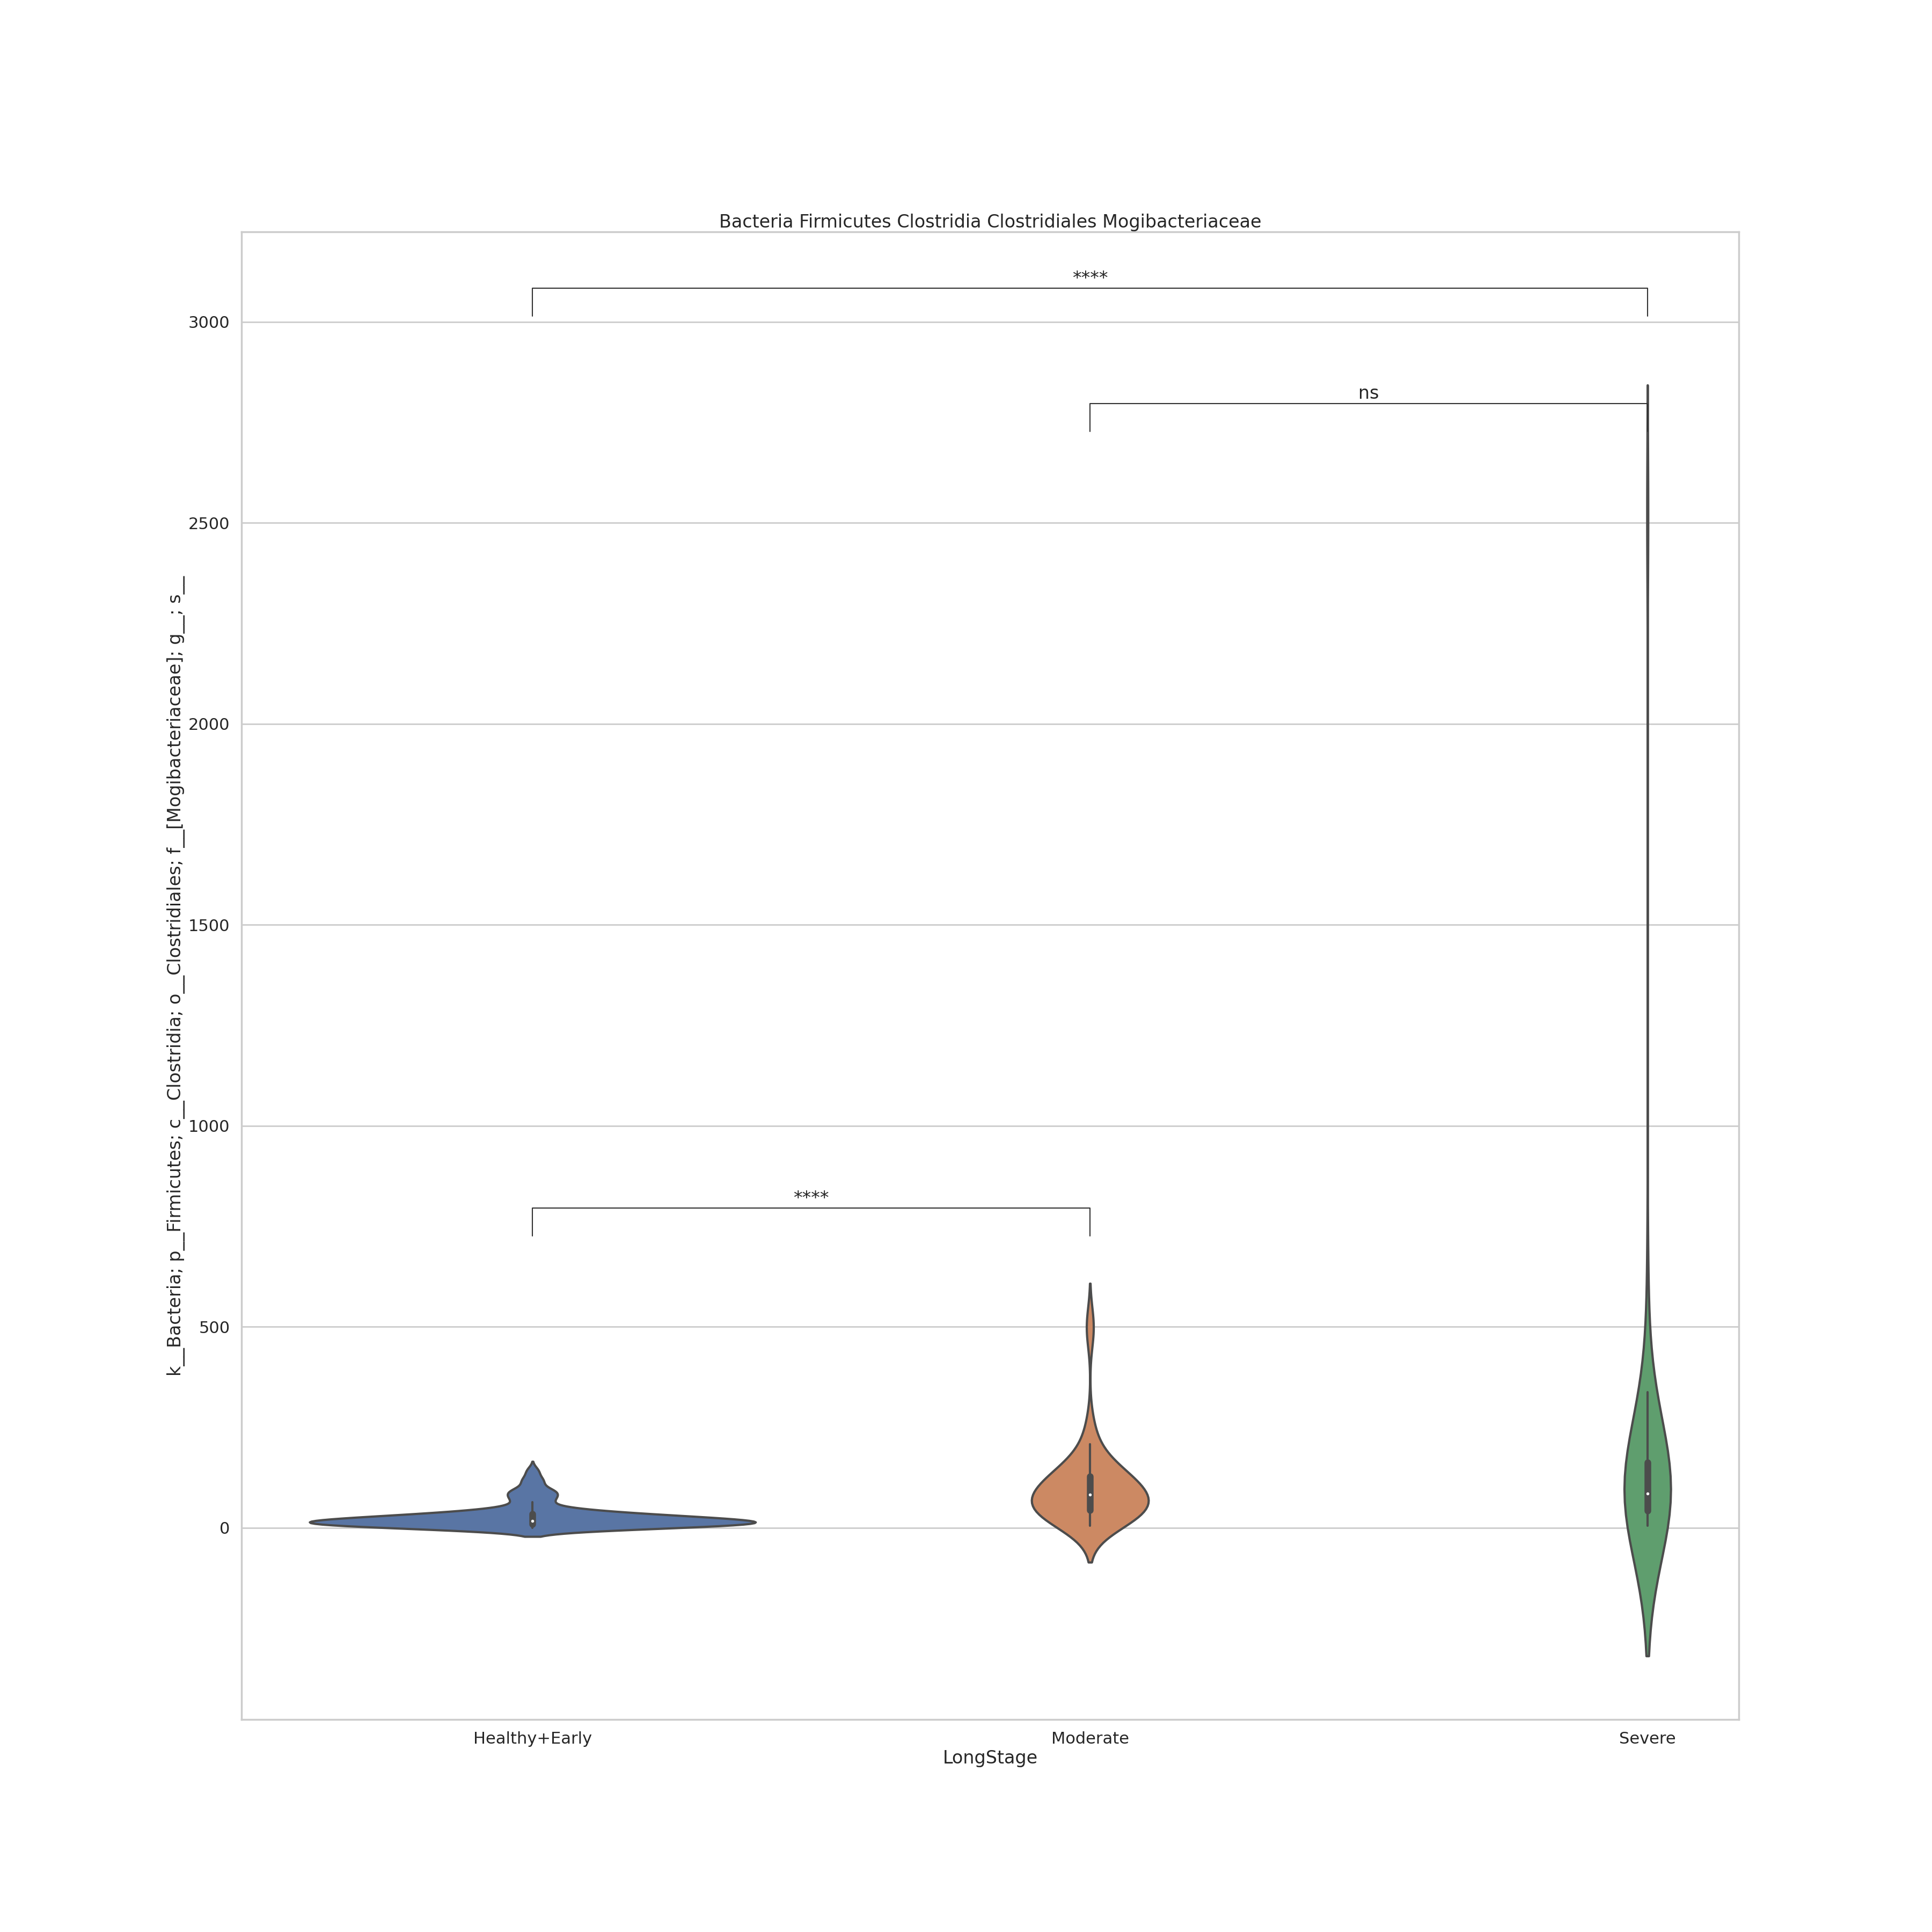 Bacteria Firmicutes Clostridia Clostridiales Mogibacteriaceae
k__Bacteria; p__Firmicutes; c__Clostridia; o__Clostridiales; f__[Mogibacteriaceae]; g__; s__
****
3000
ns
2500
2000
1500
1000
****
500
0
Healthy+Early Moderate Severe
LongStage